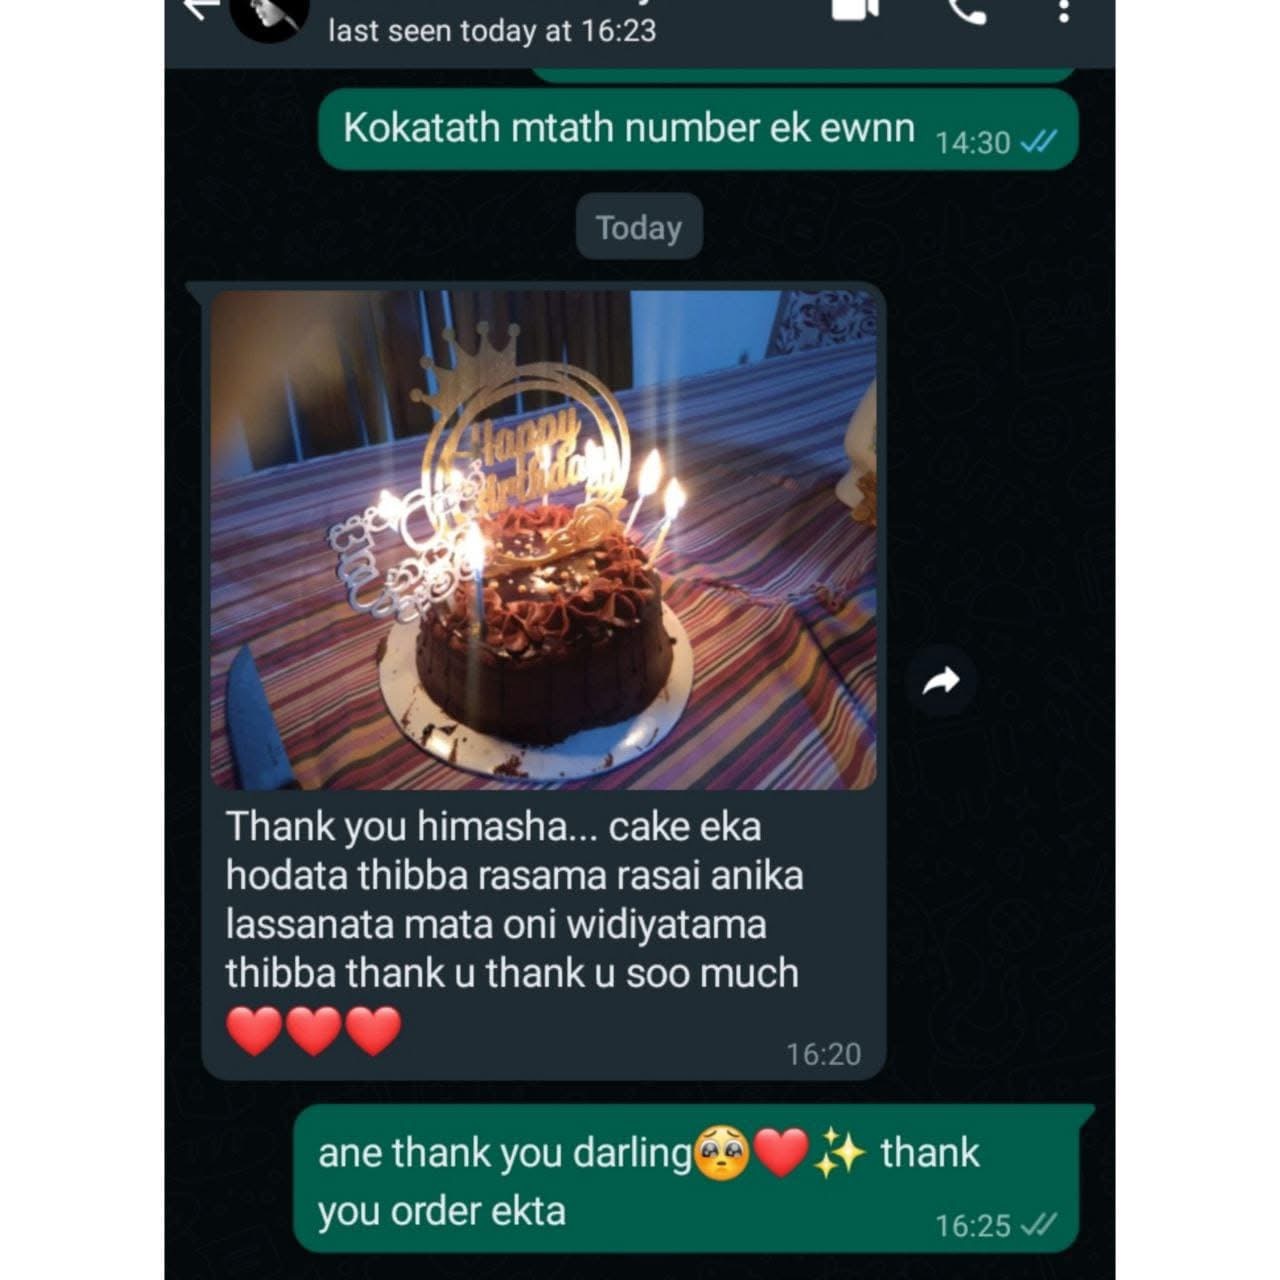 last seen today at 16:23
Kokatath mtath number ek ewnn 14:30
Today
Happy
Birthday
Thank you himasha... cake eka
hodata thibba rasama rasai anika
lassanata mata oni widiyatama
thibba thank u thank u soo much
❤️❤️❤️
16:20
ane thank you darling🥺❤️✨ thank
you order ekta 16:25